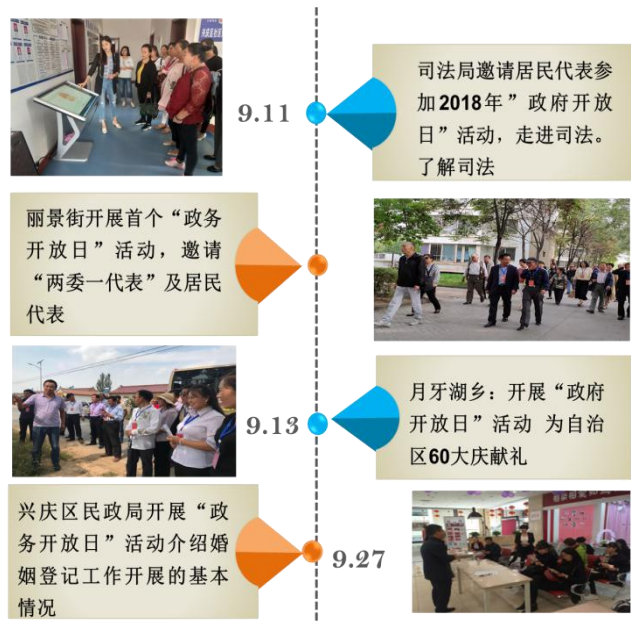 9.11
司法局邀请居民代表参
加2018年”政府开放
日”活动，走进司法。
了解司法
丽景街开展首个“政务
开放日”活动，邀请
“两委一代表”及居民
代表
9.13
月牙湖乡：开展“政府
开放日”活动 为自治
区60大庆献礼
兴庆区民政局开展“政
务开放日”活动介绍婚
姻登记工作开展的基本
情况
9.27